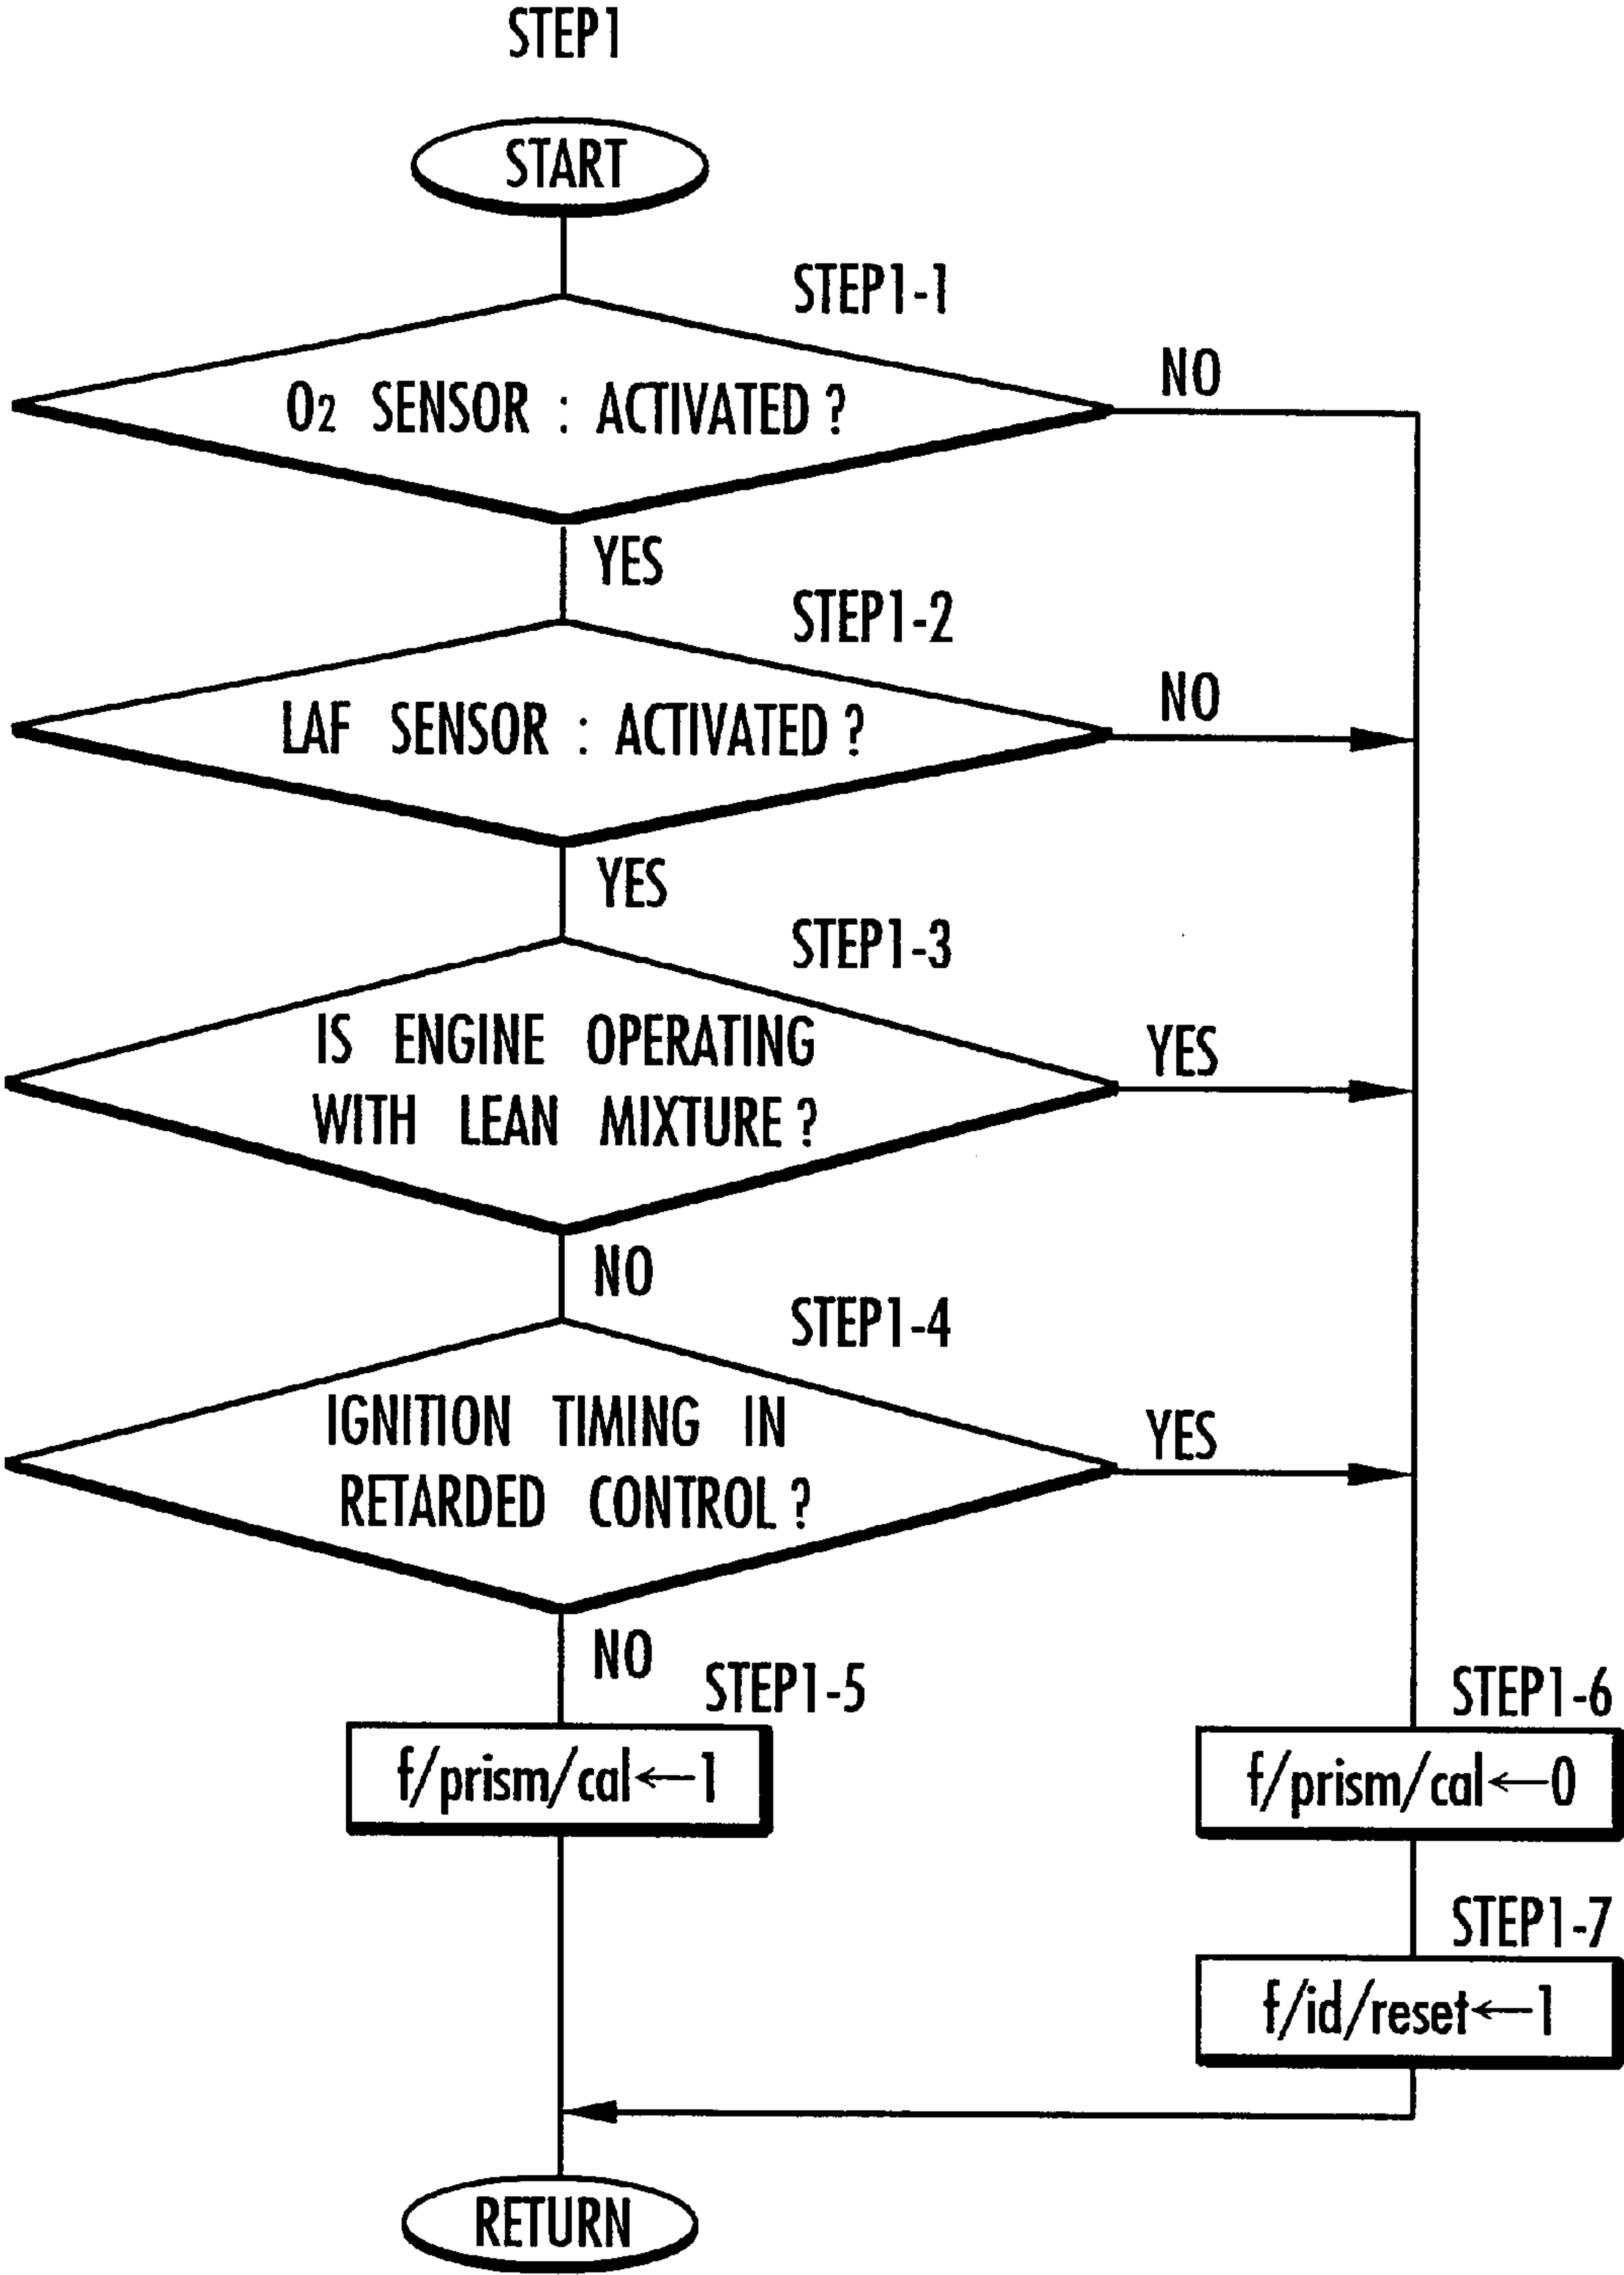 STEP1
START
STEP1-1
O2 SENSOR : ACTIVATED ?
NO
YES
STEP1-2
LAF SENSOR : ACTIVATED ?
NO
YES
STEP1-3
IS ENGINE OPERATING
WITH LEAN MIXTURE ?
YES
NO
STEP1-4
IGNITION TIMING IN
RETARDED CONTROL ?
YES
NO
STEP1-5
f/prism/cal←1
STEP1-6
f/prism/cal←0
STEP1-7
f/id/reset←1
RETURN